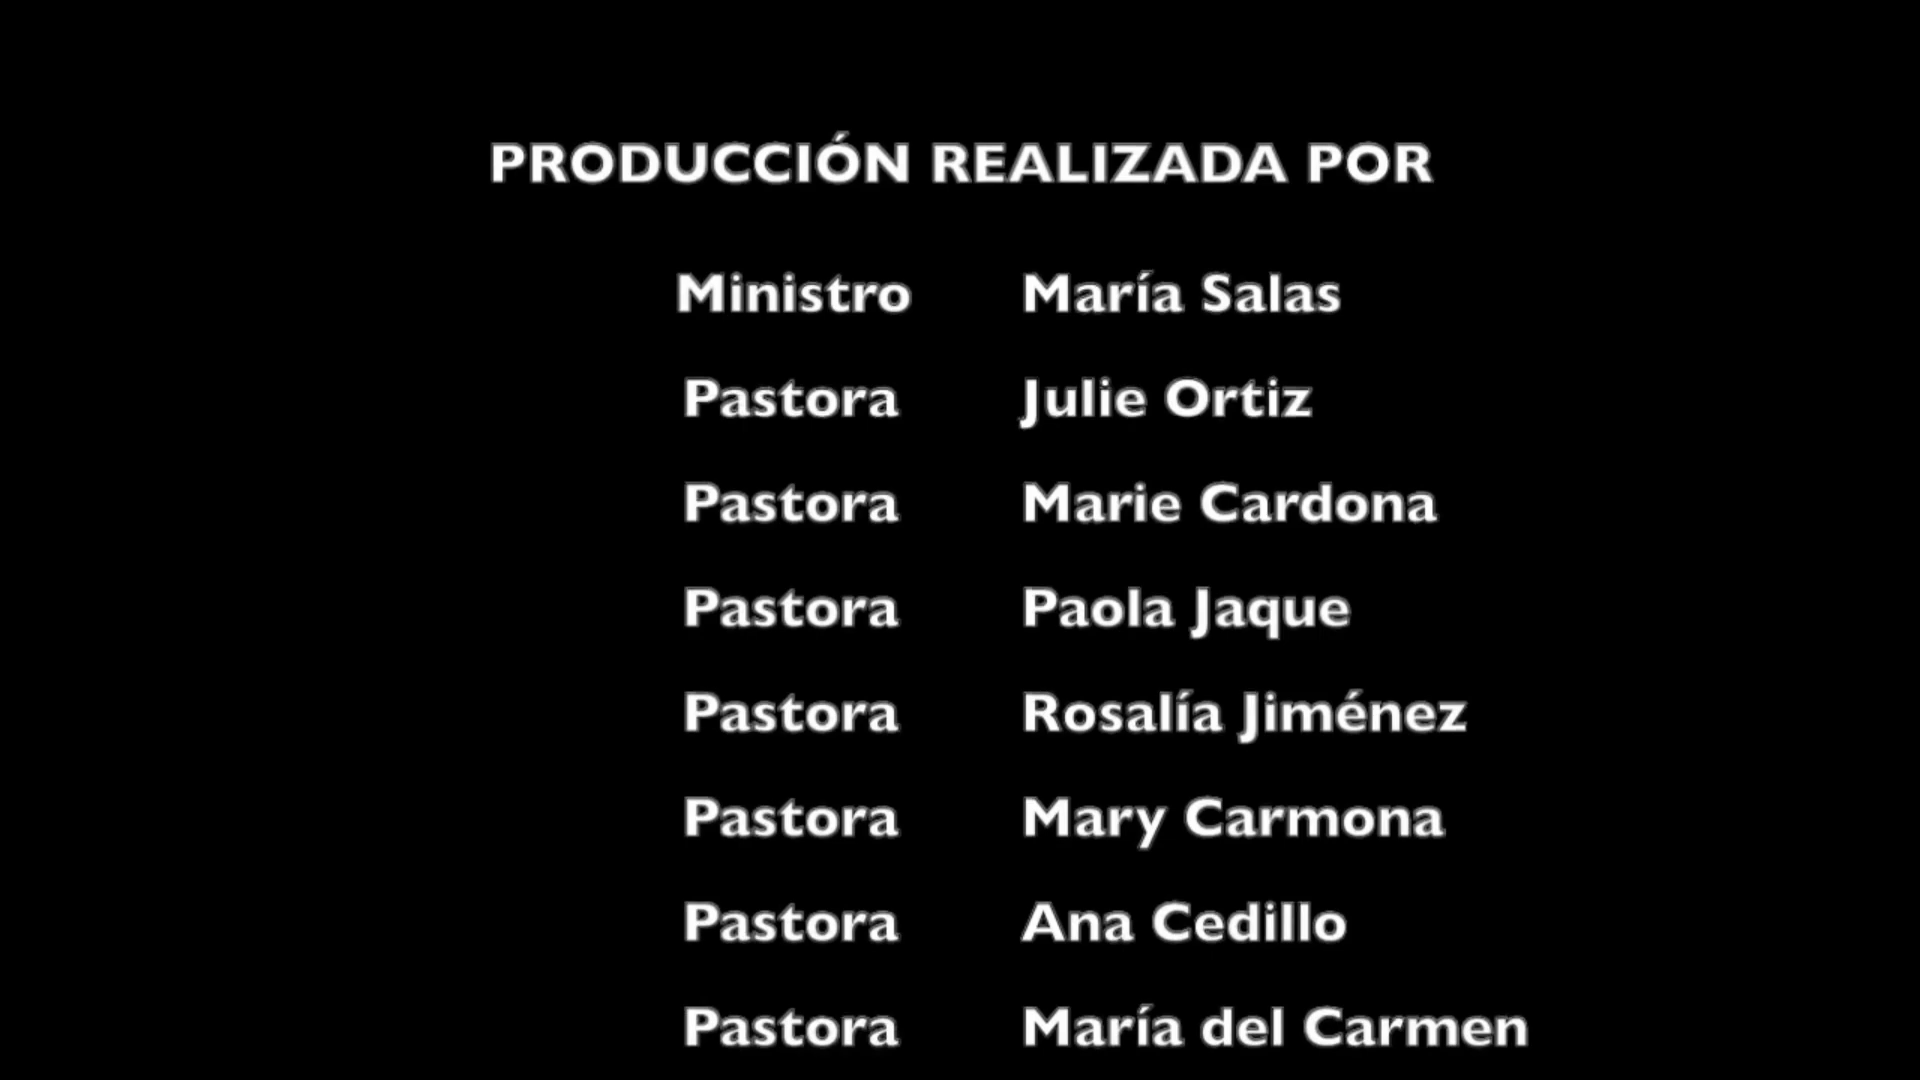 PRODUCCIÓN REALIZADA POR
Ministro María Salas
Pastora Julie Ortiz
Pastora Marie Cardona
Pastora Paola Jaque
Pastora Rosalía Jiménez
Pastora Mary Carmona
Pastora Ana Cedillo
Pastora María del Carmen